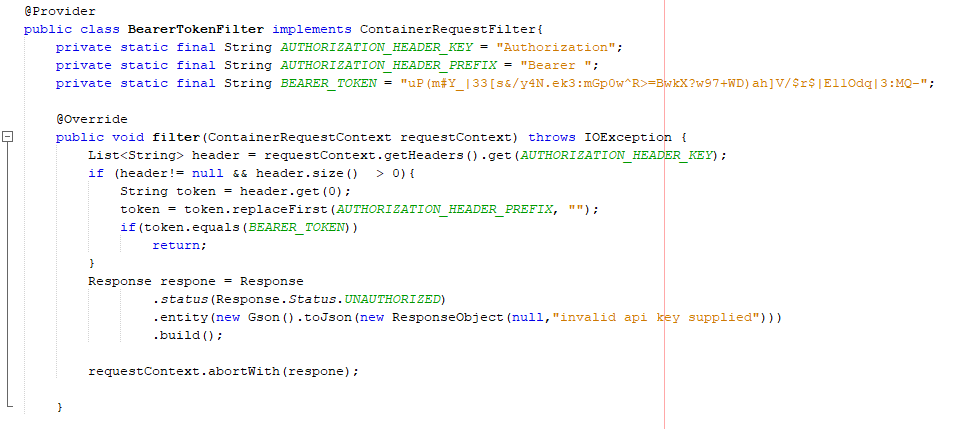 @Provider
public class BearerTokenFilter implements ContainerRequestFilter{
private static final String AUTHORIZATION_HEADER_KEY = "Authorization";
private static final String AUTHORIZATION_HEADER_PREFIX = "Bearer ";
private static final String BEARER_TOKEN = "uP(m#Y_|33[s&/y4N.ek3:mGp0w^R>=BwkX?w97+WD)ah]V/$r$|EllOdq|3:MQ-";
@Override
public void filter(ContainerRequestContext requestContext) throws IOException {
List<String> header = requestContext.getHeaders().get(AUTHORIZATION_HEADER_KEY);
if (header!= null && header.size()  > 0){
String token = header.get(0);
token = token.replaceFirst(AUTHORIZATION_HEADER_PREFIX, "");
if(token.equals(BEARER_TOKEN))
return;
}
Response respone = Response
.status(Response.Status.UNAUTHORIZED)
.entity(new Gson().toJson(new ResponseObject(null,"invalid api key supplied")))
.build();
requestContext.abortWith(respone);
}